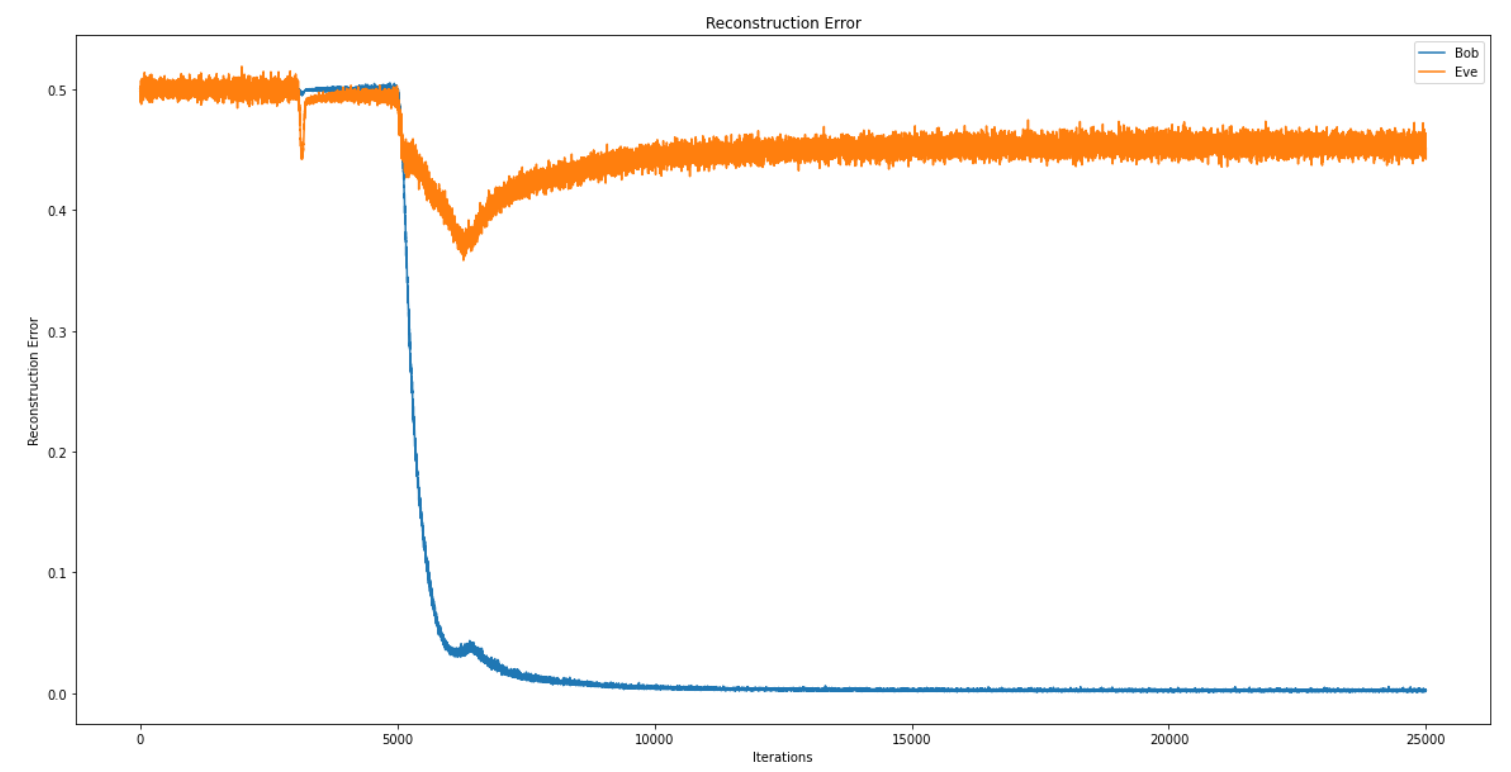 Reconstruction Error
Bob
Eve
0.5
0.4
0.3
0.2
0.1
0.0
Reconstruction Error
0 5000 10000 15000 20000 25000
Iterations